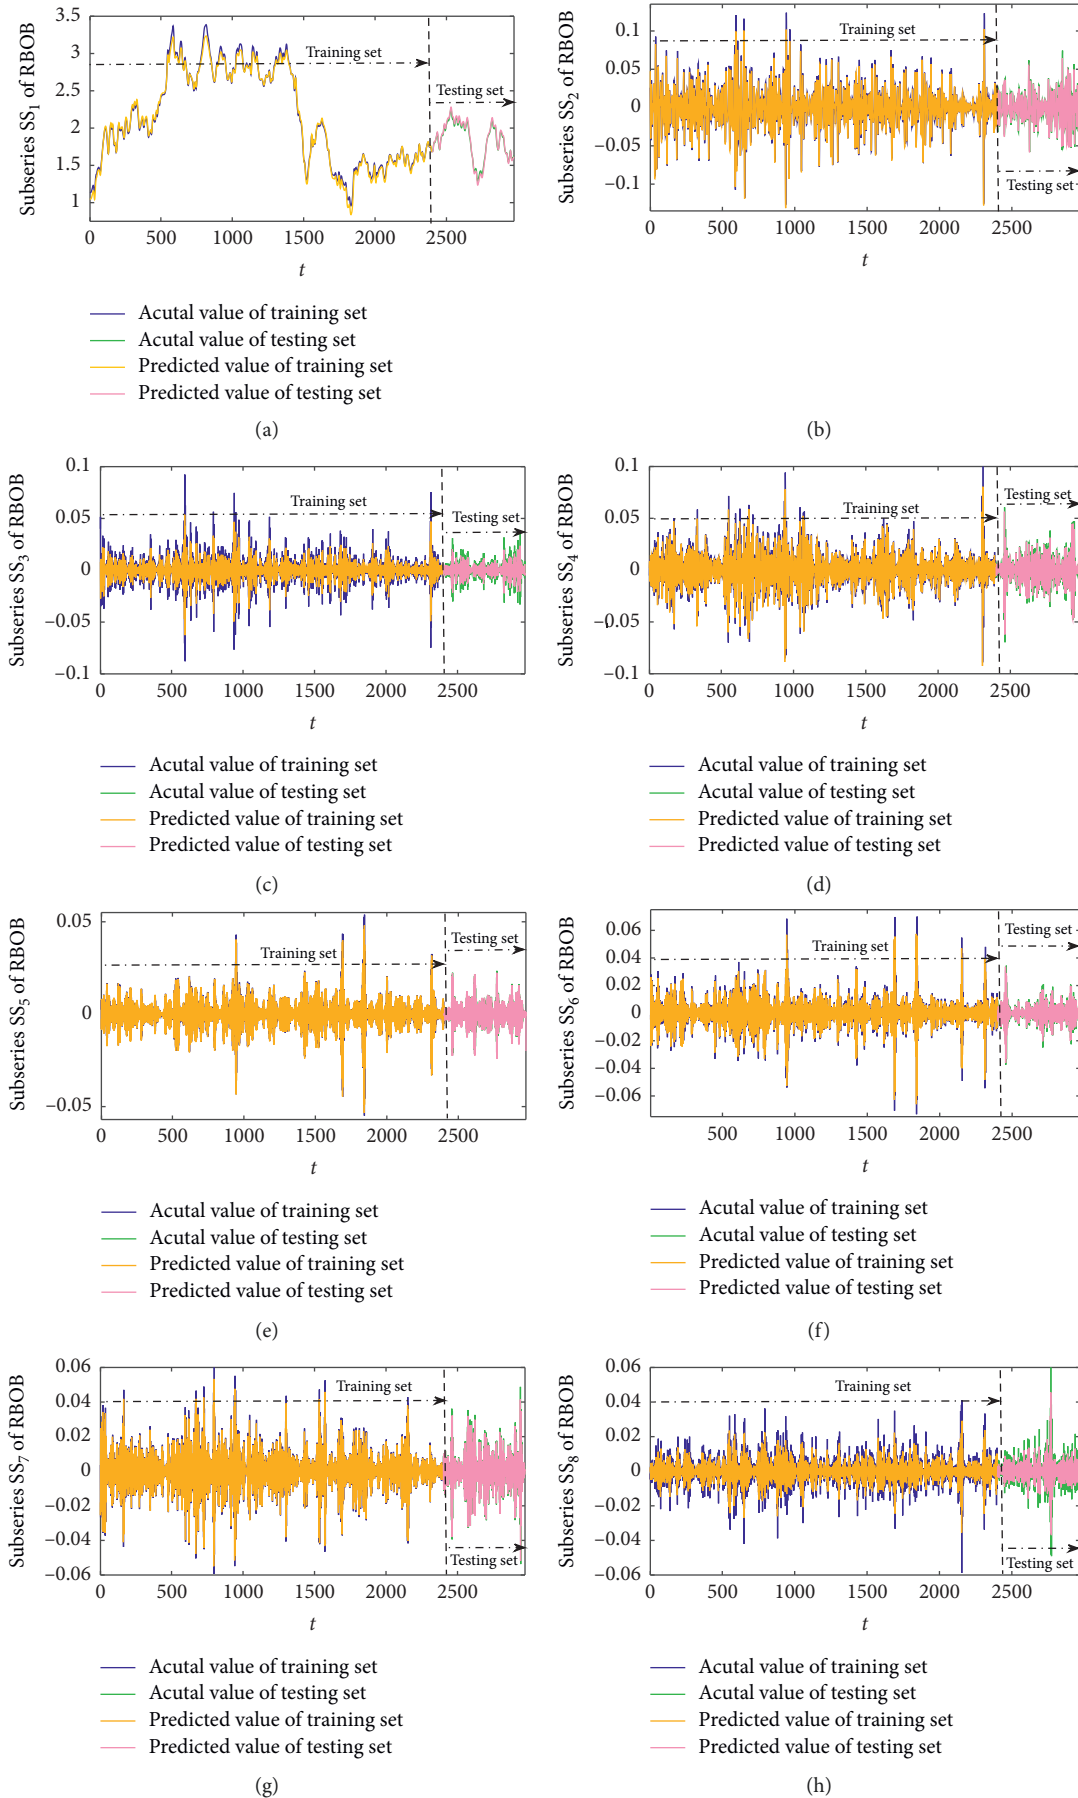 Subseries SS1 of RBOB
3.5
3
2.5
2
1.5
1
Training set
Testing set
0 500 1000 1500 2000 2500
t
Acutal value of training set
Acutal value of testing set
Predicted value of training set
Predicted value of testing set
(a)
Subseries SS2 of RBOB
0.1
0.05
0
−0.05
−0.1
Training set
Testing set
0 500 1000 1500 2000 2500
t
(b)
Subseries SS3 of RBOB
0.1
0.05
0
−0.05
−0.1
Training set
Testing set
0 500 1000 1500 2000 2500
t
Acutal value of training set
Acutal value of testing set
Predicted value of training set
Predicted value of testing set
(c)
Subseries SS4 of RBOB
0.1
0.05
0
−0.05
−0.1
Training set
Testing set
0 500 1000 1500 2000 2500
t
Acutal value of training set
Acutal value of testing set
Predicted value of training set
Predicted value of testing set
(d)
Subseries SS5 of RBOB
0.05
0
−0.05
Training set
Testing set
0 500 1000 1500 2000 2500
t
Acutal value of training set
Acutal value of testing set
Predicted value of training set
Predicted value of testing set
(e)
Subseries SS6 of RBOB
0.06
0.04
0.02
0
−0.02
−0.04
−0.06
Training set
Testing set
500 1000 1500 2000 2500
t
Acutal value of training set
Acutal value of testing set
Predicted value of training set
Predicted value of testing set
(f)
Subseries SS7 of RBOB
0.06
0.04
0.02
0
−0.02
−0.04
−0.06
Training set
Testing set
0 500 1000 1500 2000 2500
t
Acutal value of training set
Acutal value of testing set
Predicted value of training set
Predicted value of testing set
(g)
Subseries SS8 of RBOB
0.06
0.04
0.02
0
−0.02
−0.04
−0.06
Training set
Testing set
0 500 1000 1500 2000 2500
t
Acutal value of training set
Acutal value of testing set
Predicted value of training set
Predicted value of testing set
(h)